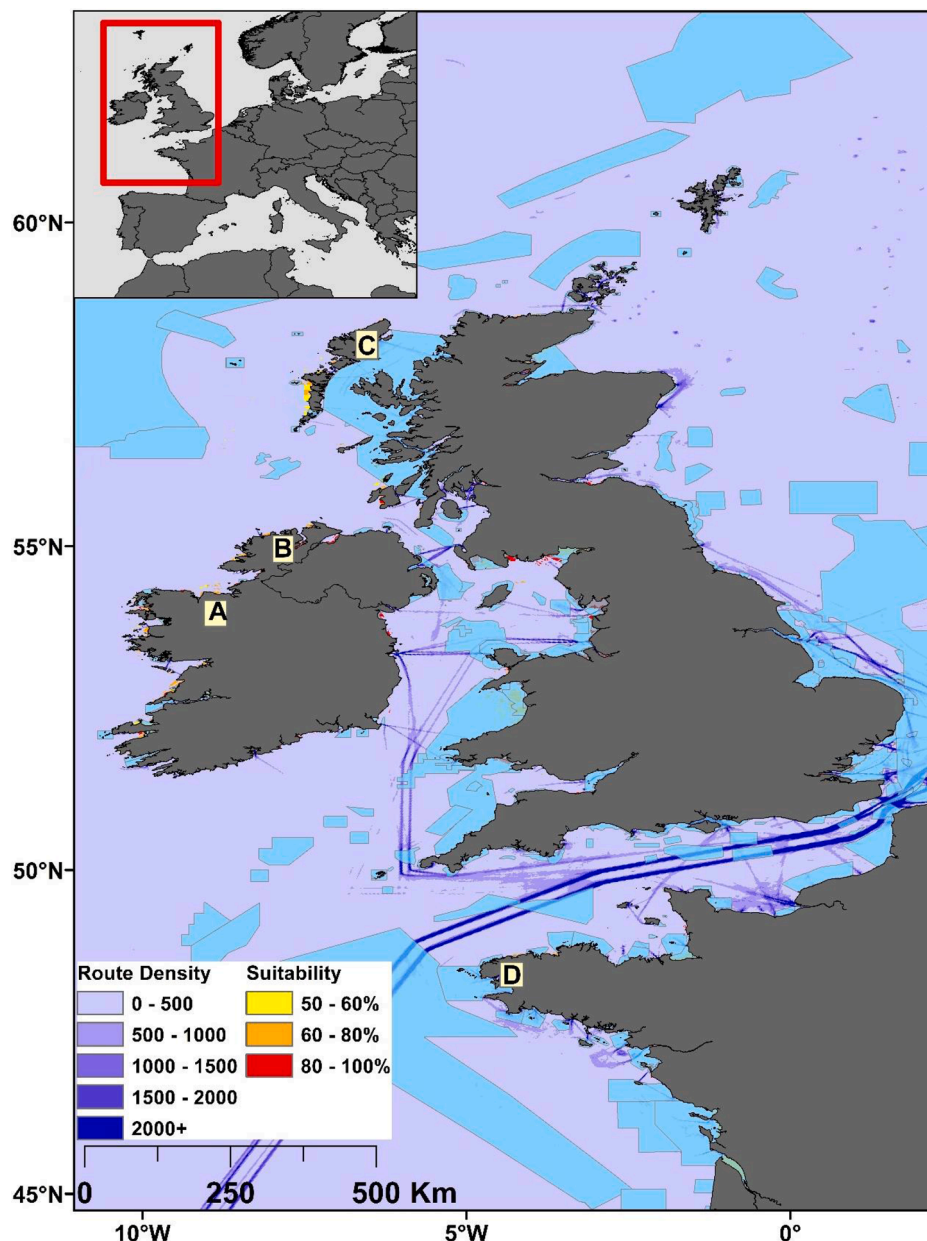 60°N
C
55°N
B
A
50°N
D
Route Density Suitability
0 - 500 50 - 60%
500 - 1000 60 - 80%
1000 - 1500 80 - 100%
1500 - 2000
2000+
0 250 500 Km
45°N
10°W 5°W 0°